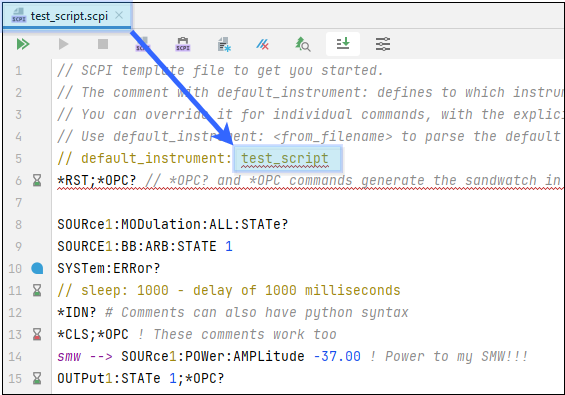 test_script.scpi
1 // SCPI template file to get you started.
2 // The comment with default_instrument: defines to which instrum
3 // You can override it for individual commands, with the explic
4 // Use default_instrument: <from_filename> to parse the default
5 // default_instrument: test_script
6 *RST;*OPC? // *OPC? and *OPC commands generate the sandwatch in
7
8 SOURce1:MODulation:ALL:STATe?
9 SOURCE1:BB:ARB:STATE 1
10 SYSTem:ERRor?
11 // sleep: 1000 - delay of 1000 milliseconds
12 *IDN? # Comments can also have python syntax
13 *CLS;*OPC ! These comments work too
14 smw --> SOURce1:POWer:AMPLitude -37.00 ! Power to my SMW!!!
15 OUTPut1:STATe 1;*OPC?